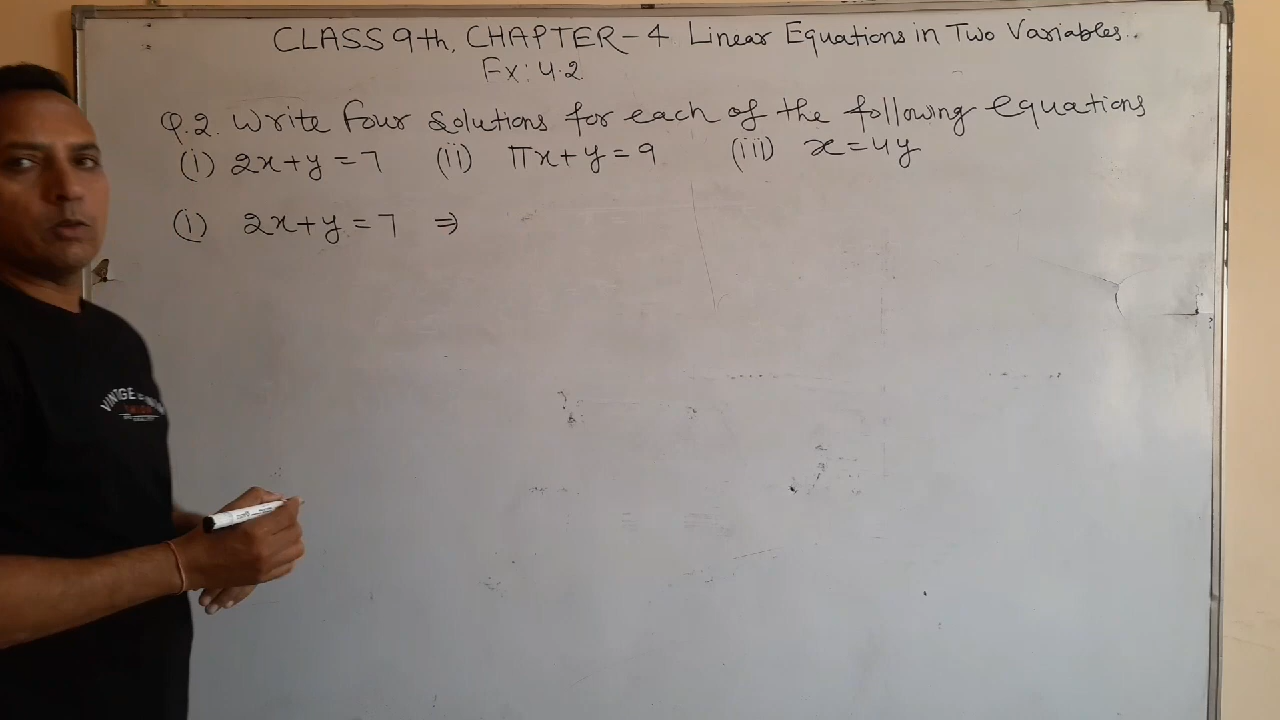 CLASS 9th, CHAPTER-4 Linear Equations in Two Variables..
Ex: 4.2
Q.2. Write four solutions for each of the following equations
(i) 2x+y=7 (ii) πx+y=9 (iii) x=4y
(i) 2x+y=7 ⇒
VINTGE